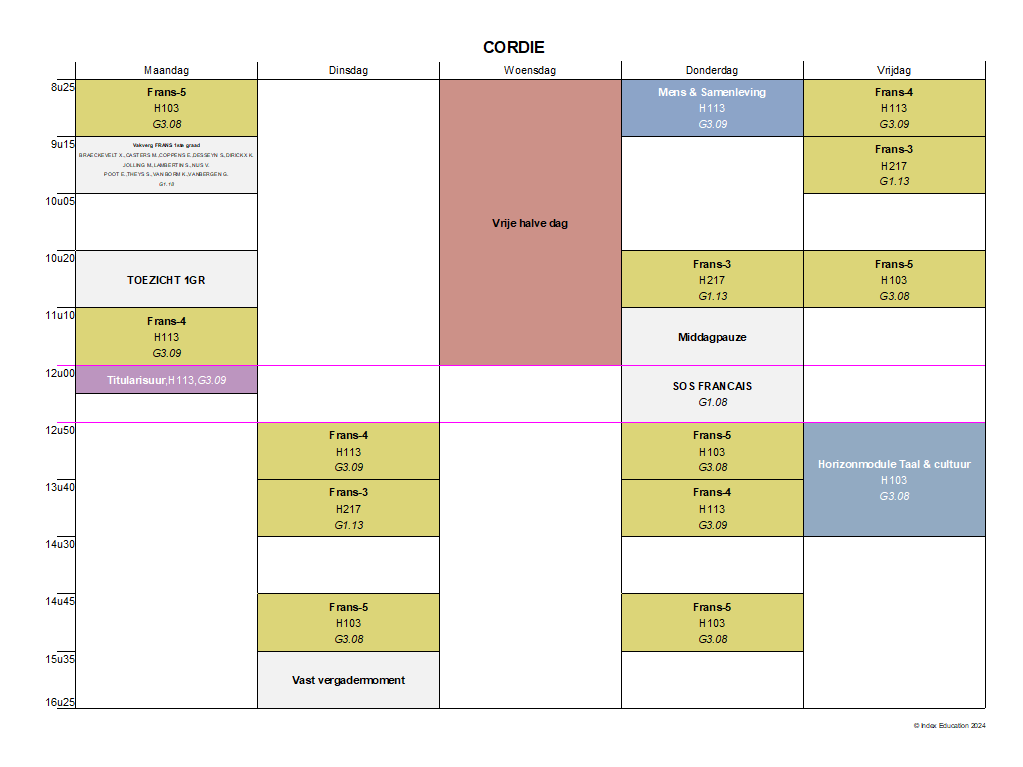 CORDIE
Maandag Dinsdag Woensdag Donderdag Vrijdag
8u25
9u15
10u05
10u20
11u10
12u00
12u50
13u40
14u30
14u45
15u35
16u25
Frans-5
H103
G3.08
Vakverg FRANS 1ste graad
BRAECKEVELT X.,CASTERS M.,COPPENS E.,DESSEYN S.,DIRICKX K.
JOLLING M.,LAMBERTIN S.,NIJS V.
POOT E.,THEYS S.,VAN BORM K.,VANBERGEN G.
G1.13
TOEZICHT 1GR
Frans-4
H113
G3.09
Titularisuur,H113,G3.09
Frans-4
H113
G3.09
Frans-3
H217
G1.13
Frans-5
H103
G3.08
Vast vergadermoment
Vrije halve dag
Mens & Samenleving
H113
G3.09
Frans-3
H217
G1.13
Middagpauze
SOS FRANCAIS
G1.08
Frans-5
H103
G3.08
Frans-4
H113
G3.09
Frans-5
H103
G3.08
Frans-4
H113
G3.09
Frans-3
H217
G1.13
Frans-5
H103
G3.08
Horizonmodule Taal & cultuur
H103
G3.08
© Index Education 2024